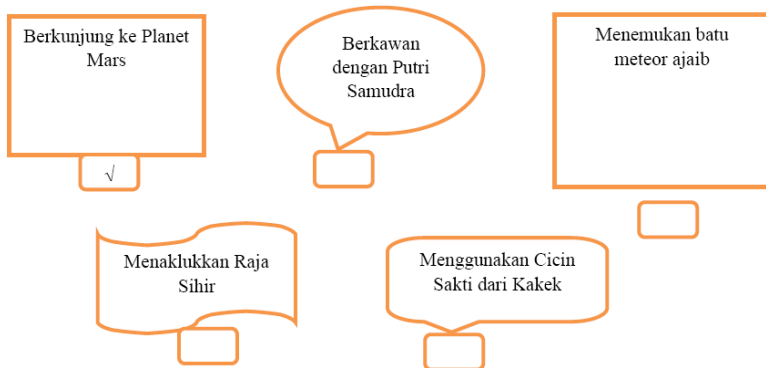 Berkunjung ke Planet
Mars
√
Berkawan
dengan Putri
Samudra
Menemukan batu
meteor ajaib
Menaklukkan Raja
Sihir
Menggunakan Cicin
Sakti dari Kakek